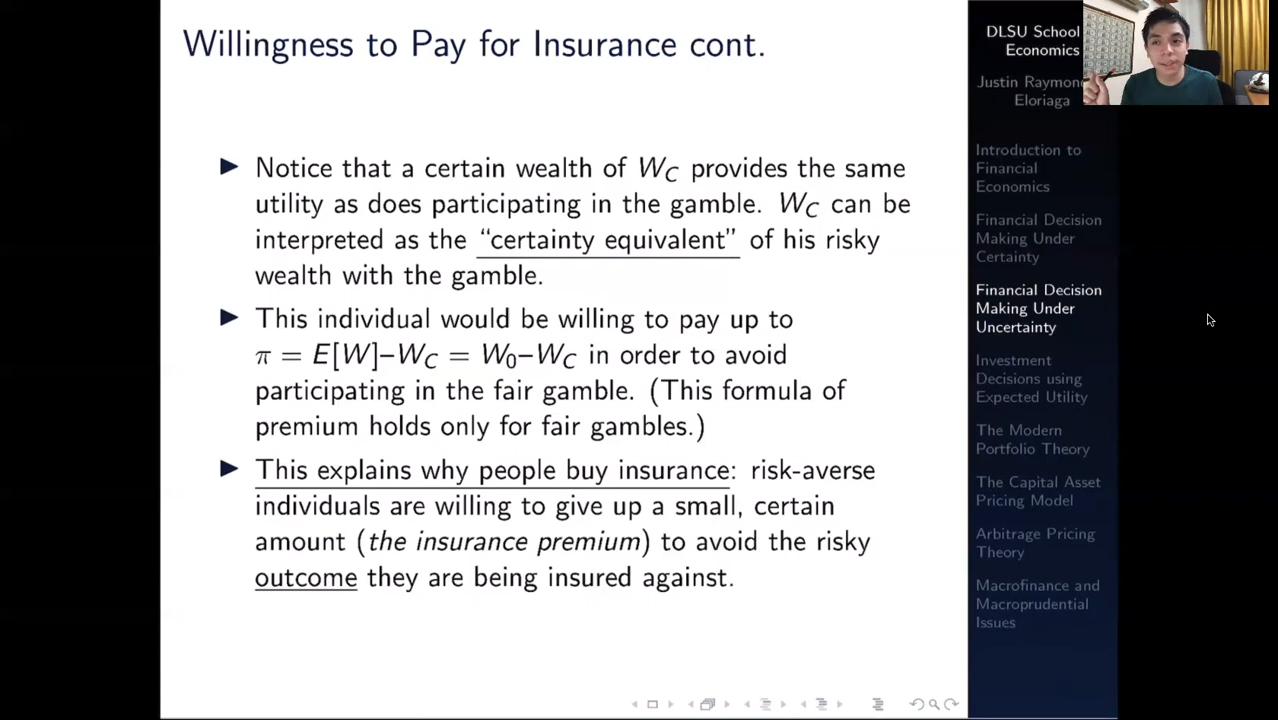 Willingness to Pay for Insurance cont.
▶ Notice that a certain wealth of W_C provides the same
utility as does participating in the gamble. W_C can be
interpreted as the “certainty equivalent” of his risky
wealth with the gamble.
▶ This individual would be willing to pay up to
π = E[W]–W_C = W_0–W_C in order to avoid
participating in the fair gamble. (This formula of
premium holds only for fair gambles.)
▶ This explains why people buy insurance: risk-averse
individuals are willing to give up a small, certain
amount (the insurance premium) to avoid the risky
outcome they are being insured against.
DLSU School
Economics
Justin Raymon
Eloriaga
Introduction to
Financial
Economics
Financial Decision
Making Under
Certainty
Financial Decision
Making Under
Uncertainty
Investment
Decisions using
Expected Utility
The Modern
Portfolio Theory
The Capital Asset
Pricing Model
Arbitrage Pricing
Theory
Macrofinance and
Macroprudential
Issues